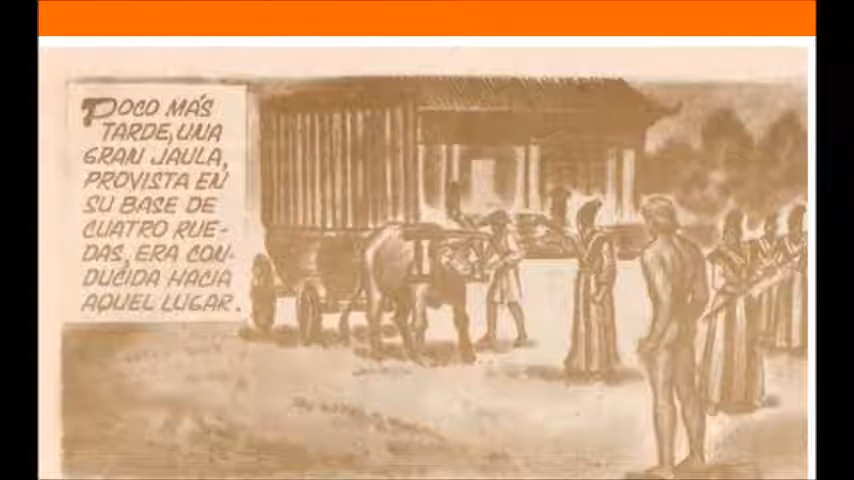 POCO MÁS
TARDE, UNA
GRAN JAULA,
PROVISTA EN
SU BASE DE
CUATRO RUE-
DAS, ERA CON-
DUCIDA HACIA
AQUEL LUGAR.